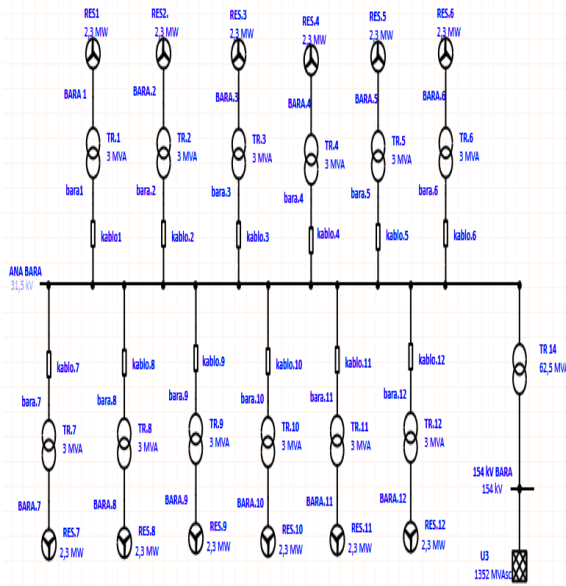 RES1
2,3 MW
RES2.
2,3 MW
RES.3
2,3 MW
RES.4
2,3 MW
RES.5
2,3 MW
RES.6
2,3 MW
BARA 1
BARA.2
BARA.3
BARA.4
BARA.5
BARA.6
TR.1
3 MVA
TR.2
3 MVA
TR.3
3 MVA
TR.4
3 MVA
TR.5
3 MVA
TR.6
3 MVA
bara1
bara.2
bara.3
bara.4
bara.5
bara.6
kablo1
kablo.2
kablo.3
kablo.4
kablo.5
kablo.6
ANA BARA
31,5 kV
kablo.7
kablo.8
kablo.9
kablo.10
kablo.11
kablo.12
TR 14
62,5 MVA
bara.7
bara.8
bara.9
bara.10
bara.11
bara.12
TR.7
3 MVA
TR.8
3 MVA
TR.9
3 MVA
TR.10
3 MVA
TR.11
3 MVA
TR.12
3 MVA
154 kV BARA
154 kV
BARA.7
BARA.8
BARA.9
BARA.10
BARA.11
BARA.12
RES.7
2,3 MW
RES.8
2,3 MW
RES.9
2,3 MW
RES.10
2,3 MW
RES.11
2,3 MW
RES.12
2,3 MW
U3
1352 MVAsc